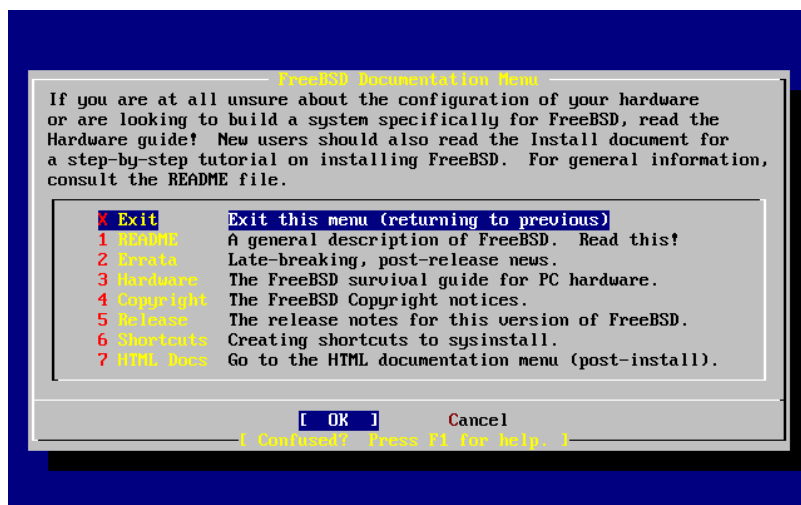 FreeBSD Documentation Menu
If you are at all unsure about the configuration of your hardware
or are looking to build a system specifically for FreeBSD, read the
Hardware guide!  New users should also read the Install document for
a step-by-step tutorial on installing FreeBSD.  For general information,
consult the README file.
X Exit Exit this menu (returning to previous)
1 README A general description of FreeBSD.  Read this!
2 Errata Late-breaking, post-release news.
3 Hardware The FreeBSD survival guide for PC hardware.
4 Copyright The FreeBSD Copyright notices.
5 Release The release notes for this version of FreeBSD.
6 Shortcuts Creating shortcuts to sysinstall.
7 HTML Docs Go to the HTML documentation menu (post-install).
[ OK ] Cancel
[ Confused?  Press F1 for help. ]